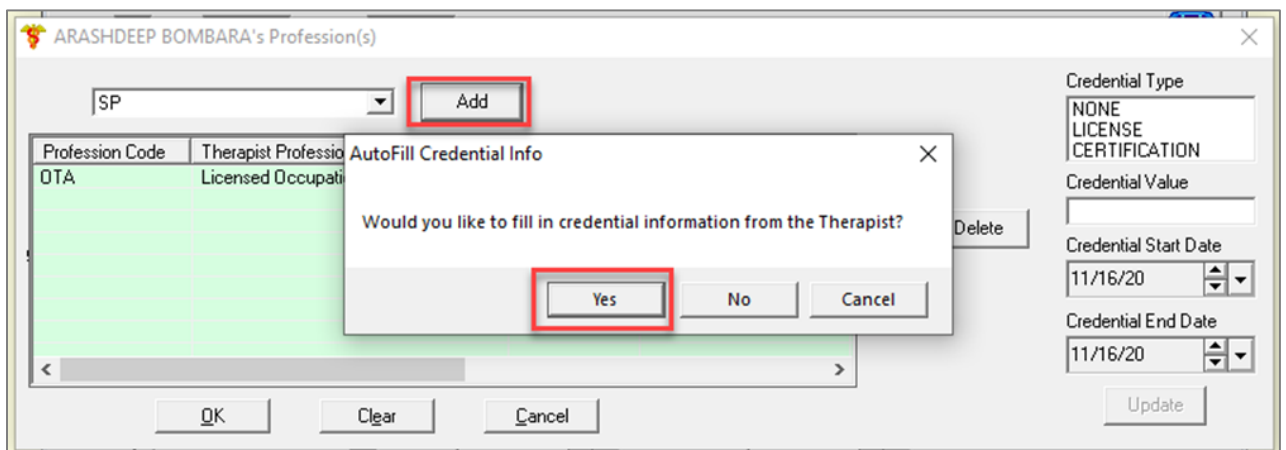 ARASHDEEP BOMBARA's Profession(s)
SP
Add
Profession Code
Therapist Professio
OTA
Licensed Occupati
AutoFill Credential Info
Would you like to fill in credential information from the Therapist?
Yes
No
Cancel
Delete
OK
Clear
Cancel
Credential Type
NONE
LICENSE
CERTIFICATION
Credential Value
Credential Start Date
11/16/20
Credential End Date
11/16/20
Update